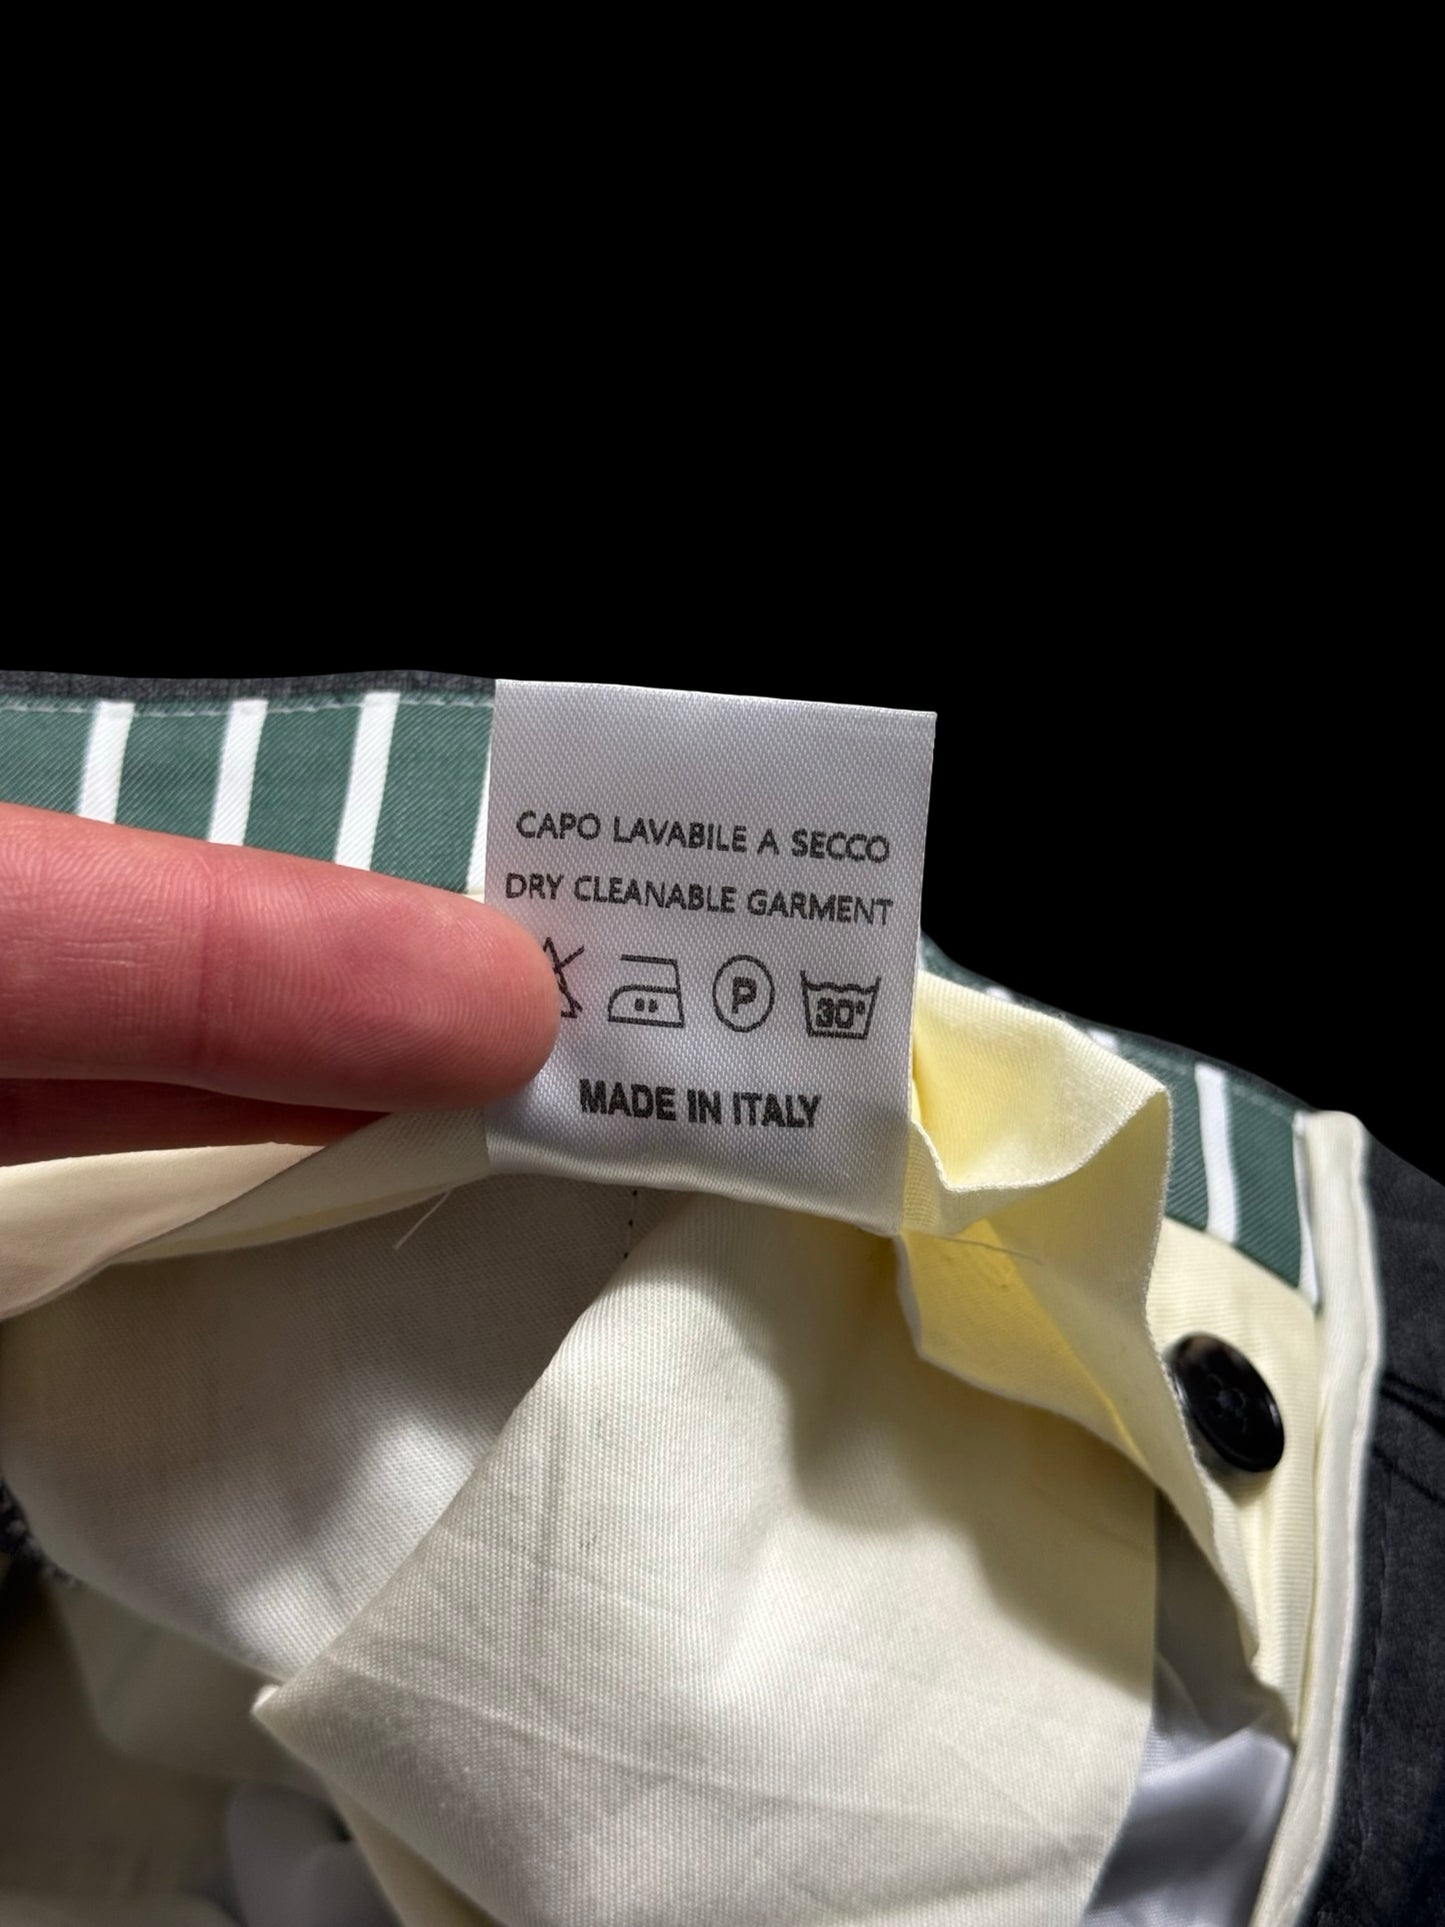 CAPO LAVABILE A SECCO
DRY CLEANABLE GARMENT
P 30°
MADE IN ITALY